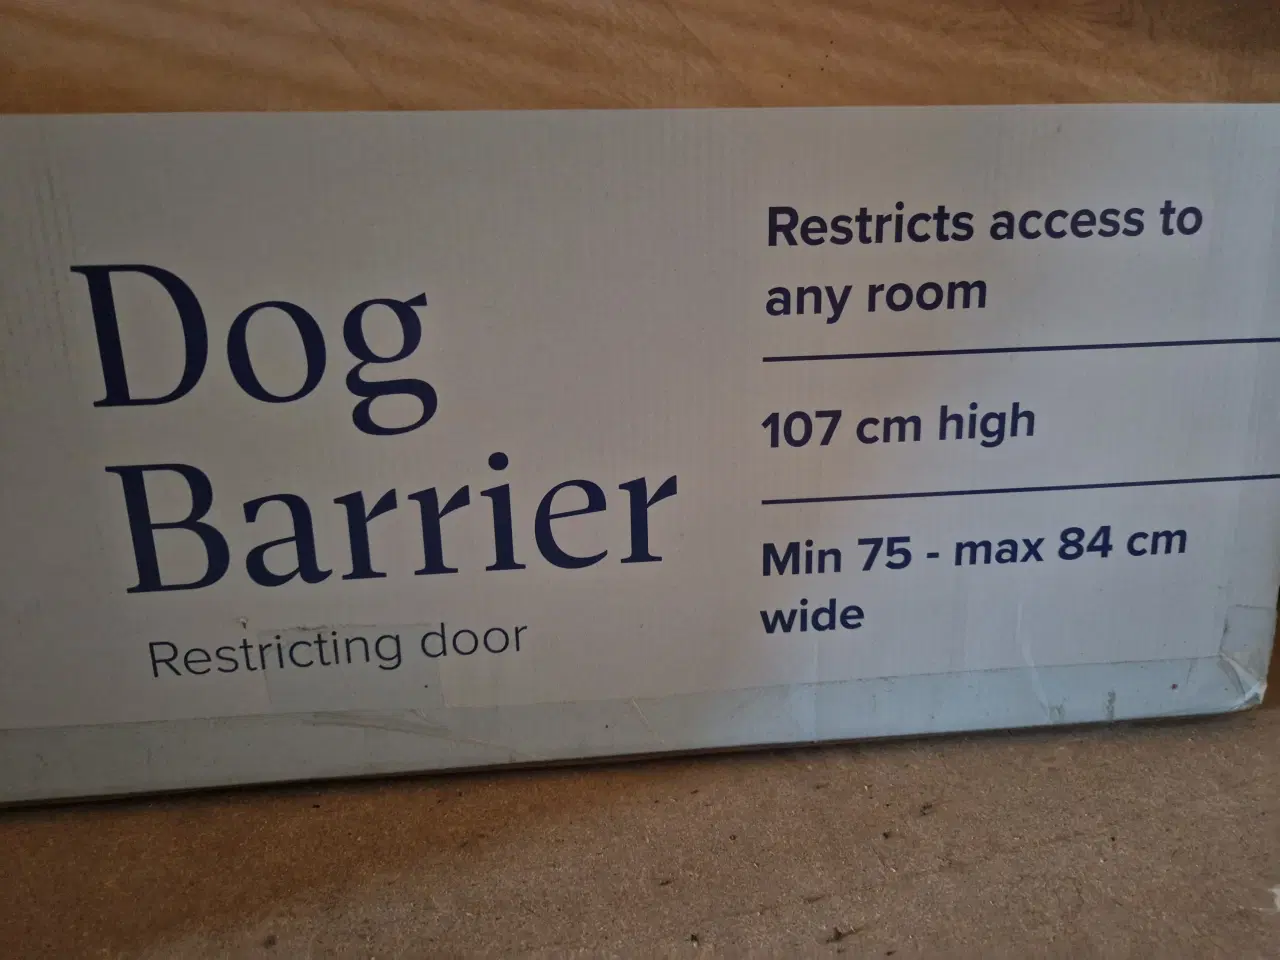 Dog
Barrier
Restricting door
Restricts access to
any room
107 cm high
Min 75 - max 84 cm
wide